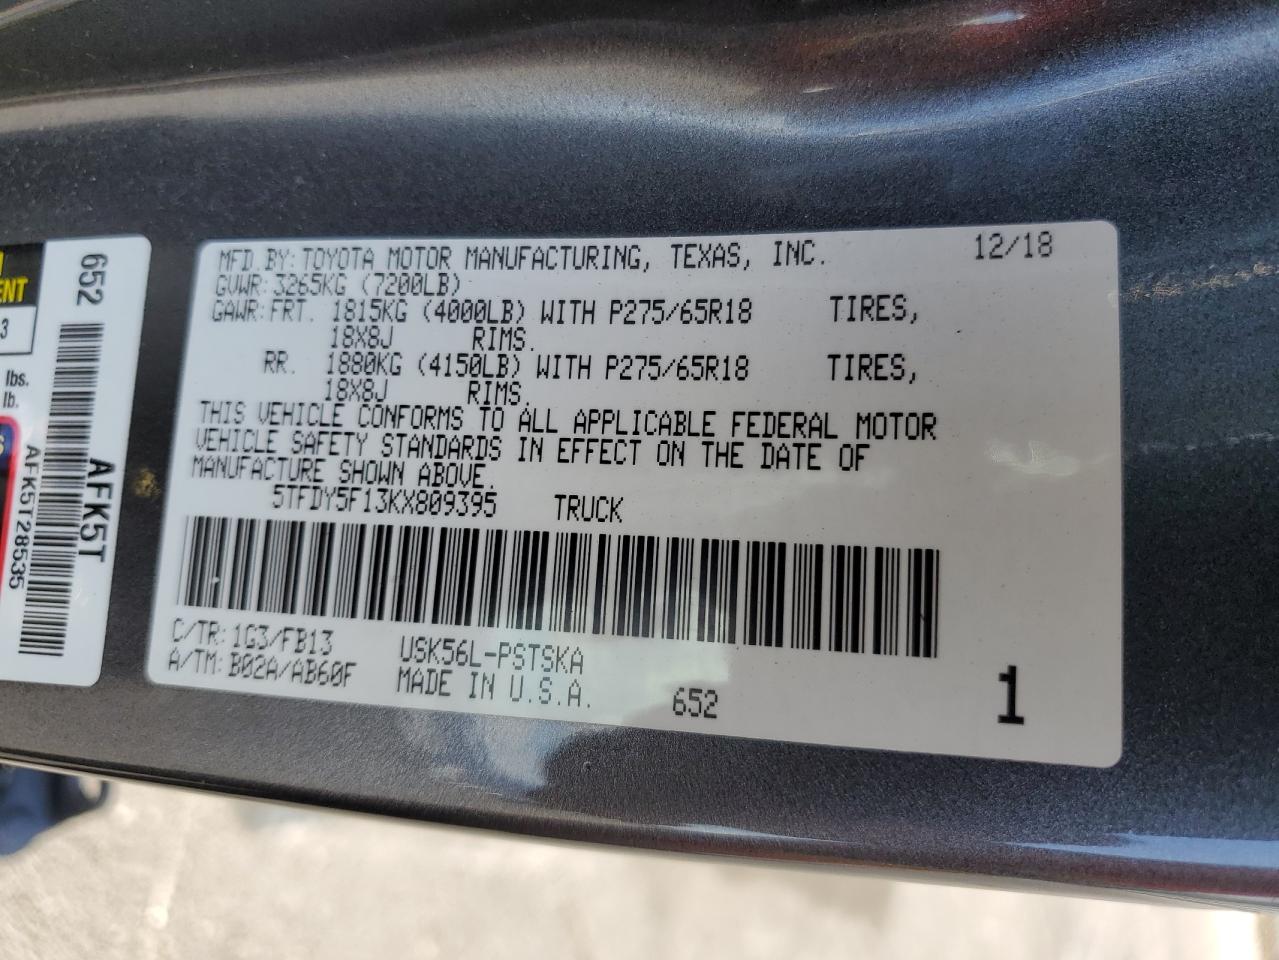 MFD.BY:TOYOTA MOTOR MANUFACTURING, TEXAS, INC. 12/18
GVWR:3265KG (7200LB)
GAWR:FRT. 1815KG (4000LB) WITH P275/65R18 TIRES,
18X8J RIMS.
RR. 1880KG (4150LB) WITH P275/65R18 TIRES,
18X8J RIMS.
THIS VEHICLE CONFORMS TO ALL APPLICABLE FEDERAL MOTOR
VEHICLE SAFETY STANDARDS IN EFFECT ON THE DATE OF
MANUFACTURE SHOWN ABOVE.
5TFDY5F13KX809395 TRUCK
C/TR:1G3/FB13 USK56L-PSTSKA
A/TM:B02A/AB60F MADE IN U.S.A. 652 1
652
AFK5T
AFK5T28535
3
lbs.
lb.